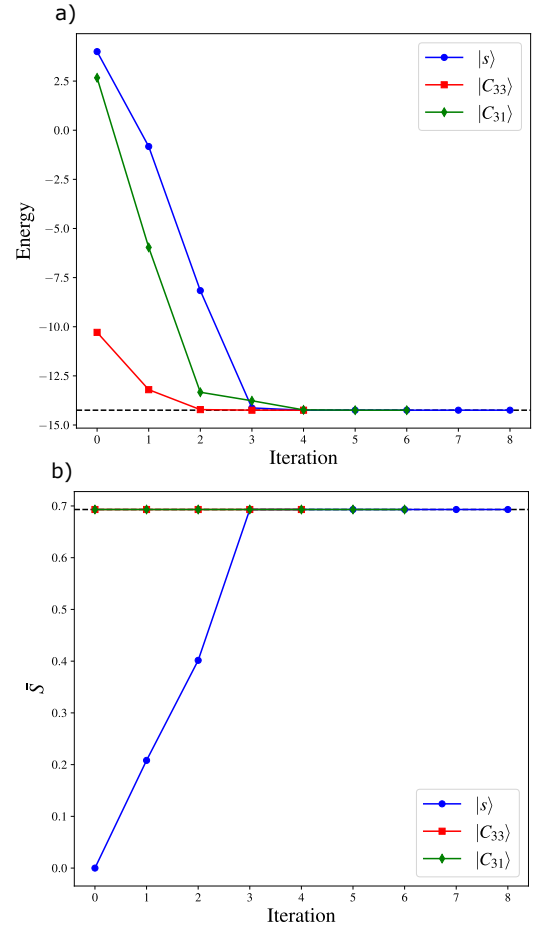 a)
2.5
0.0
−2.5
−5.0
−7.5
−10.0
−12.5
−15.0
Energy
|s⟩
|C₃₃⟩
|C₃₁⟩
0 1 2 3 4 5 6 7 8
Iteration
b)
0.7
0.6
0.5
0.4
0.3
0.2
0.1
0.0
S̄
|s⟩
|C₃₃⟩
|C₃₁⟩
0 1 2 3 4 5 6 7 8
Iteration